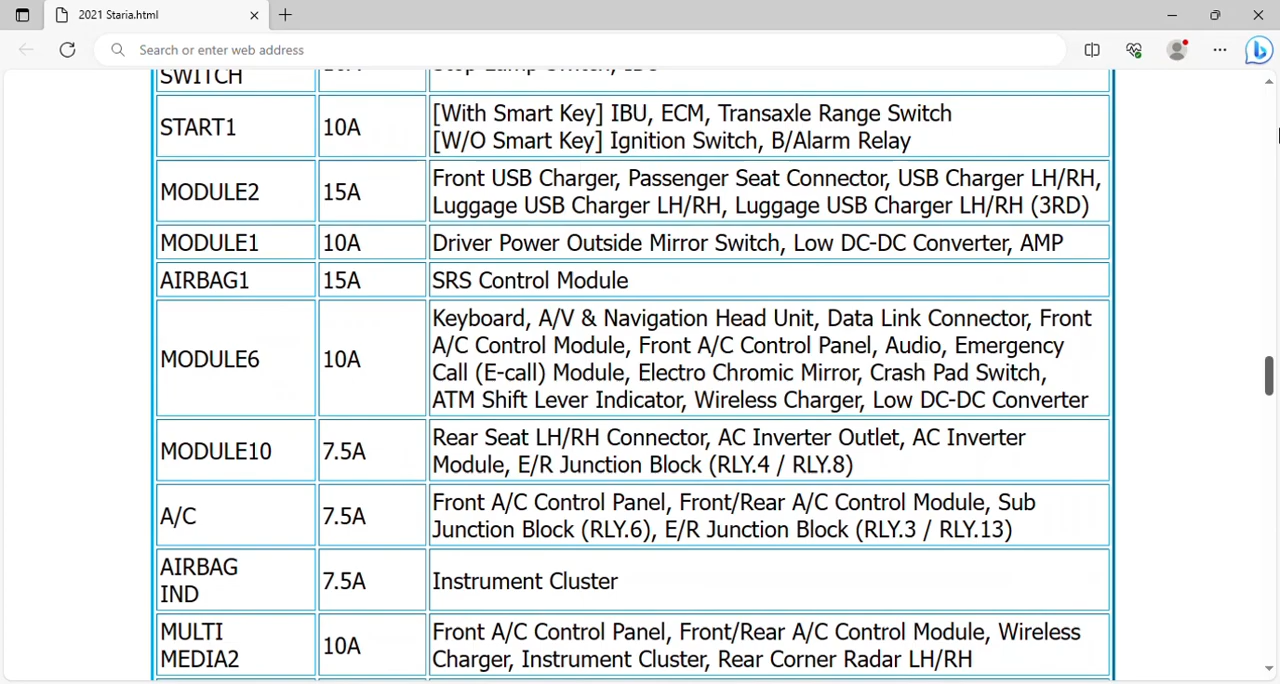 2021 Staria.html
Search or enter web address
SWITCH
START1 10A [With Smart Key] IBU, ECM, Transaxle Range Switch
[W/O Smart Key] Ignition Switch, B/Alarm Relay
MODULE2 15A Front USB Charger, Passenger Seat Connector, USB Charger LH/RH,
Luggage USB Charger LH/RH, Luggage USB Charger LH/RH (3RD)
MODULE1 10A Driver Power Outside Mirror Switch, Low DC-DC Converter, AMP
AIRBAG1 15A SRS Control Module
MODULE6 10A Keyboard, A/V & Navigation Head Unit, Data Link Connector, Front
A/C Control Module, Front A/C Control Panel, Audio, Emergency
Call (E-call) Module, Electro Chromic Mirror, Crash Pad Switch,
ATM Shift Lever Indicator, Wireless Charger, Low DC-DC Converter
MODULE10 7.5A Rear Seat LH/RH Connector, AC Inverter Outlet, AC Inverter
Module, E/R Junction Block (RLY.4 / RLY.8)
A/C 7.5A Front A/C Control Panel, Front/Rear A/C Control Module, Sub
Junction Block (RLY.6), E/R Junction Block (RLY.3 / RLY.13)
AIRBAG
IND 7.5A Instrument Cluster
MULTI
MEDIA2 10A Front A/C Control Panel, Front/Rear A/C Control Module, Wireless
Charger, Instrument Cluster, Rear Corner Radar LH/RH